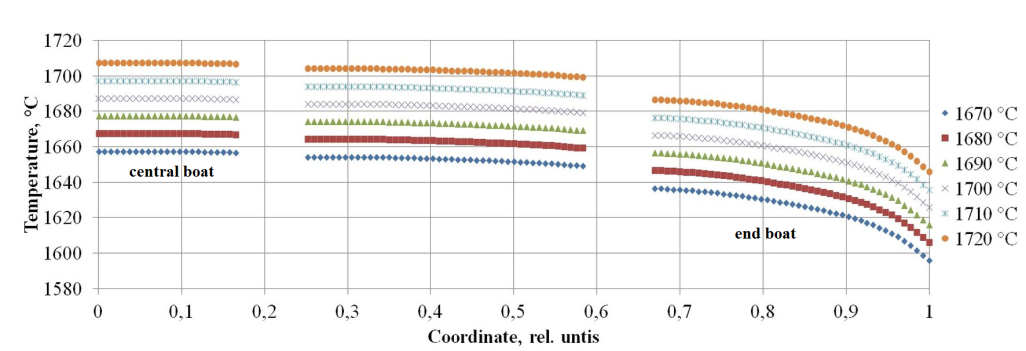 1720
1700
1680
1660
1640
1620
1600
1580
Temperature, °C
central boat
end boat
0 0,1 0,2 0,3 0,4 0,5 0,6 0,7 0,8 0,9 1
Coordinate, rel. untis
1670 °C
1680 °C
1690 °C
1700 °C
1710 °C
1720 °C